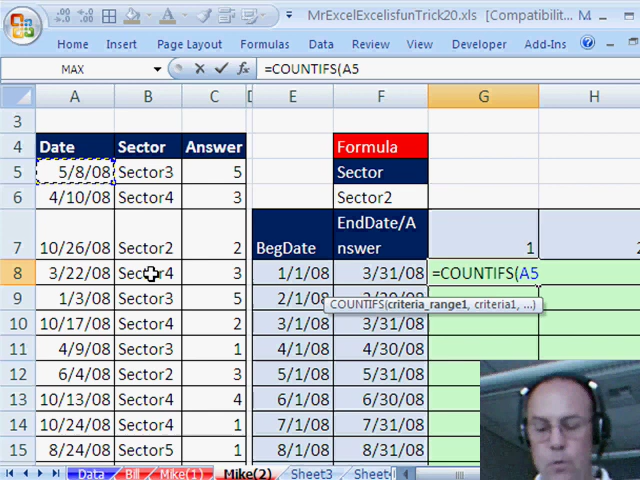 MrExcelExcelisfunTrick20.xls [Compatibility...
Home Insert Page Layout Formulas Data Review View Developer Add-Ins
MAX =COUNTIFS(A5
A B C D E F G H
3
4 Date Sector Answer Formula
5 5/8/08 Sector3 5 Sector
6 4/10/08 Sector4 3 Sector2
7 10/26/08 Sector2 2 BegDate EndDate/A
nswer 1
8 3/22/08 Sector4 3 1/1/08 3/31/08 =COUNTIFS(A5
9 1/3/08 Sector3 5 2/1/08
COUNTIFS(criteria_range1, criteria1, ...)
10 10/17/08 Sector4 2 3/1/08 3/31/08
11 4/9/08 Sector3 1 4/1/08 4/30/08
12 6/4/08 Sector2 3 5/1/08 5/31/08
13 10/13/08 Sector4 4 6/1/08 6/30/08
14 10/24/08 Sector4 1 7/1/08 7/31/08
15 8/24/08 Sector5 1 8/1/08 8/31/08
Data Bill Mike(1) Mike(2) Sheet3 Sheet